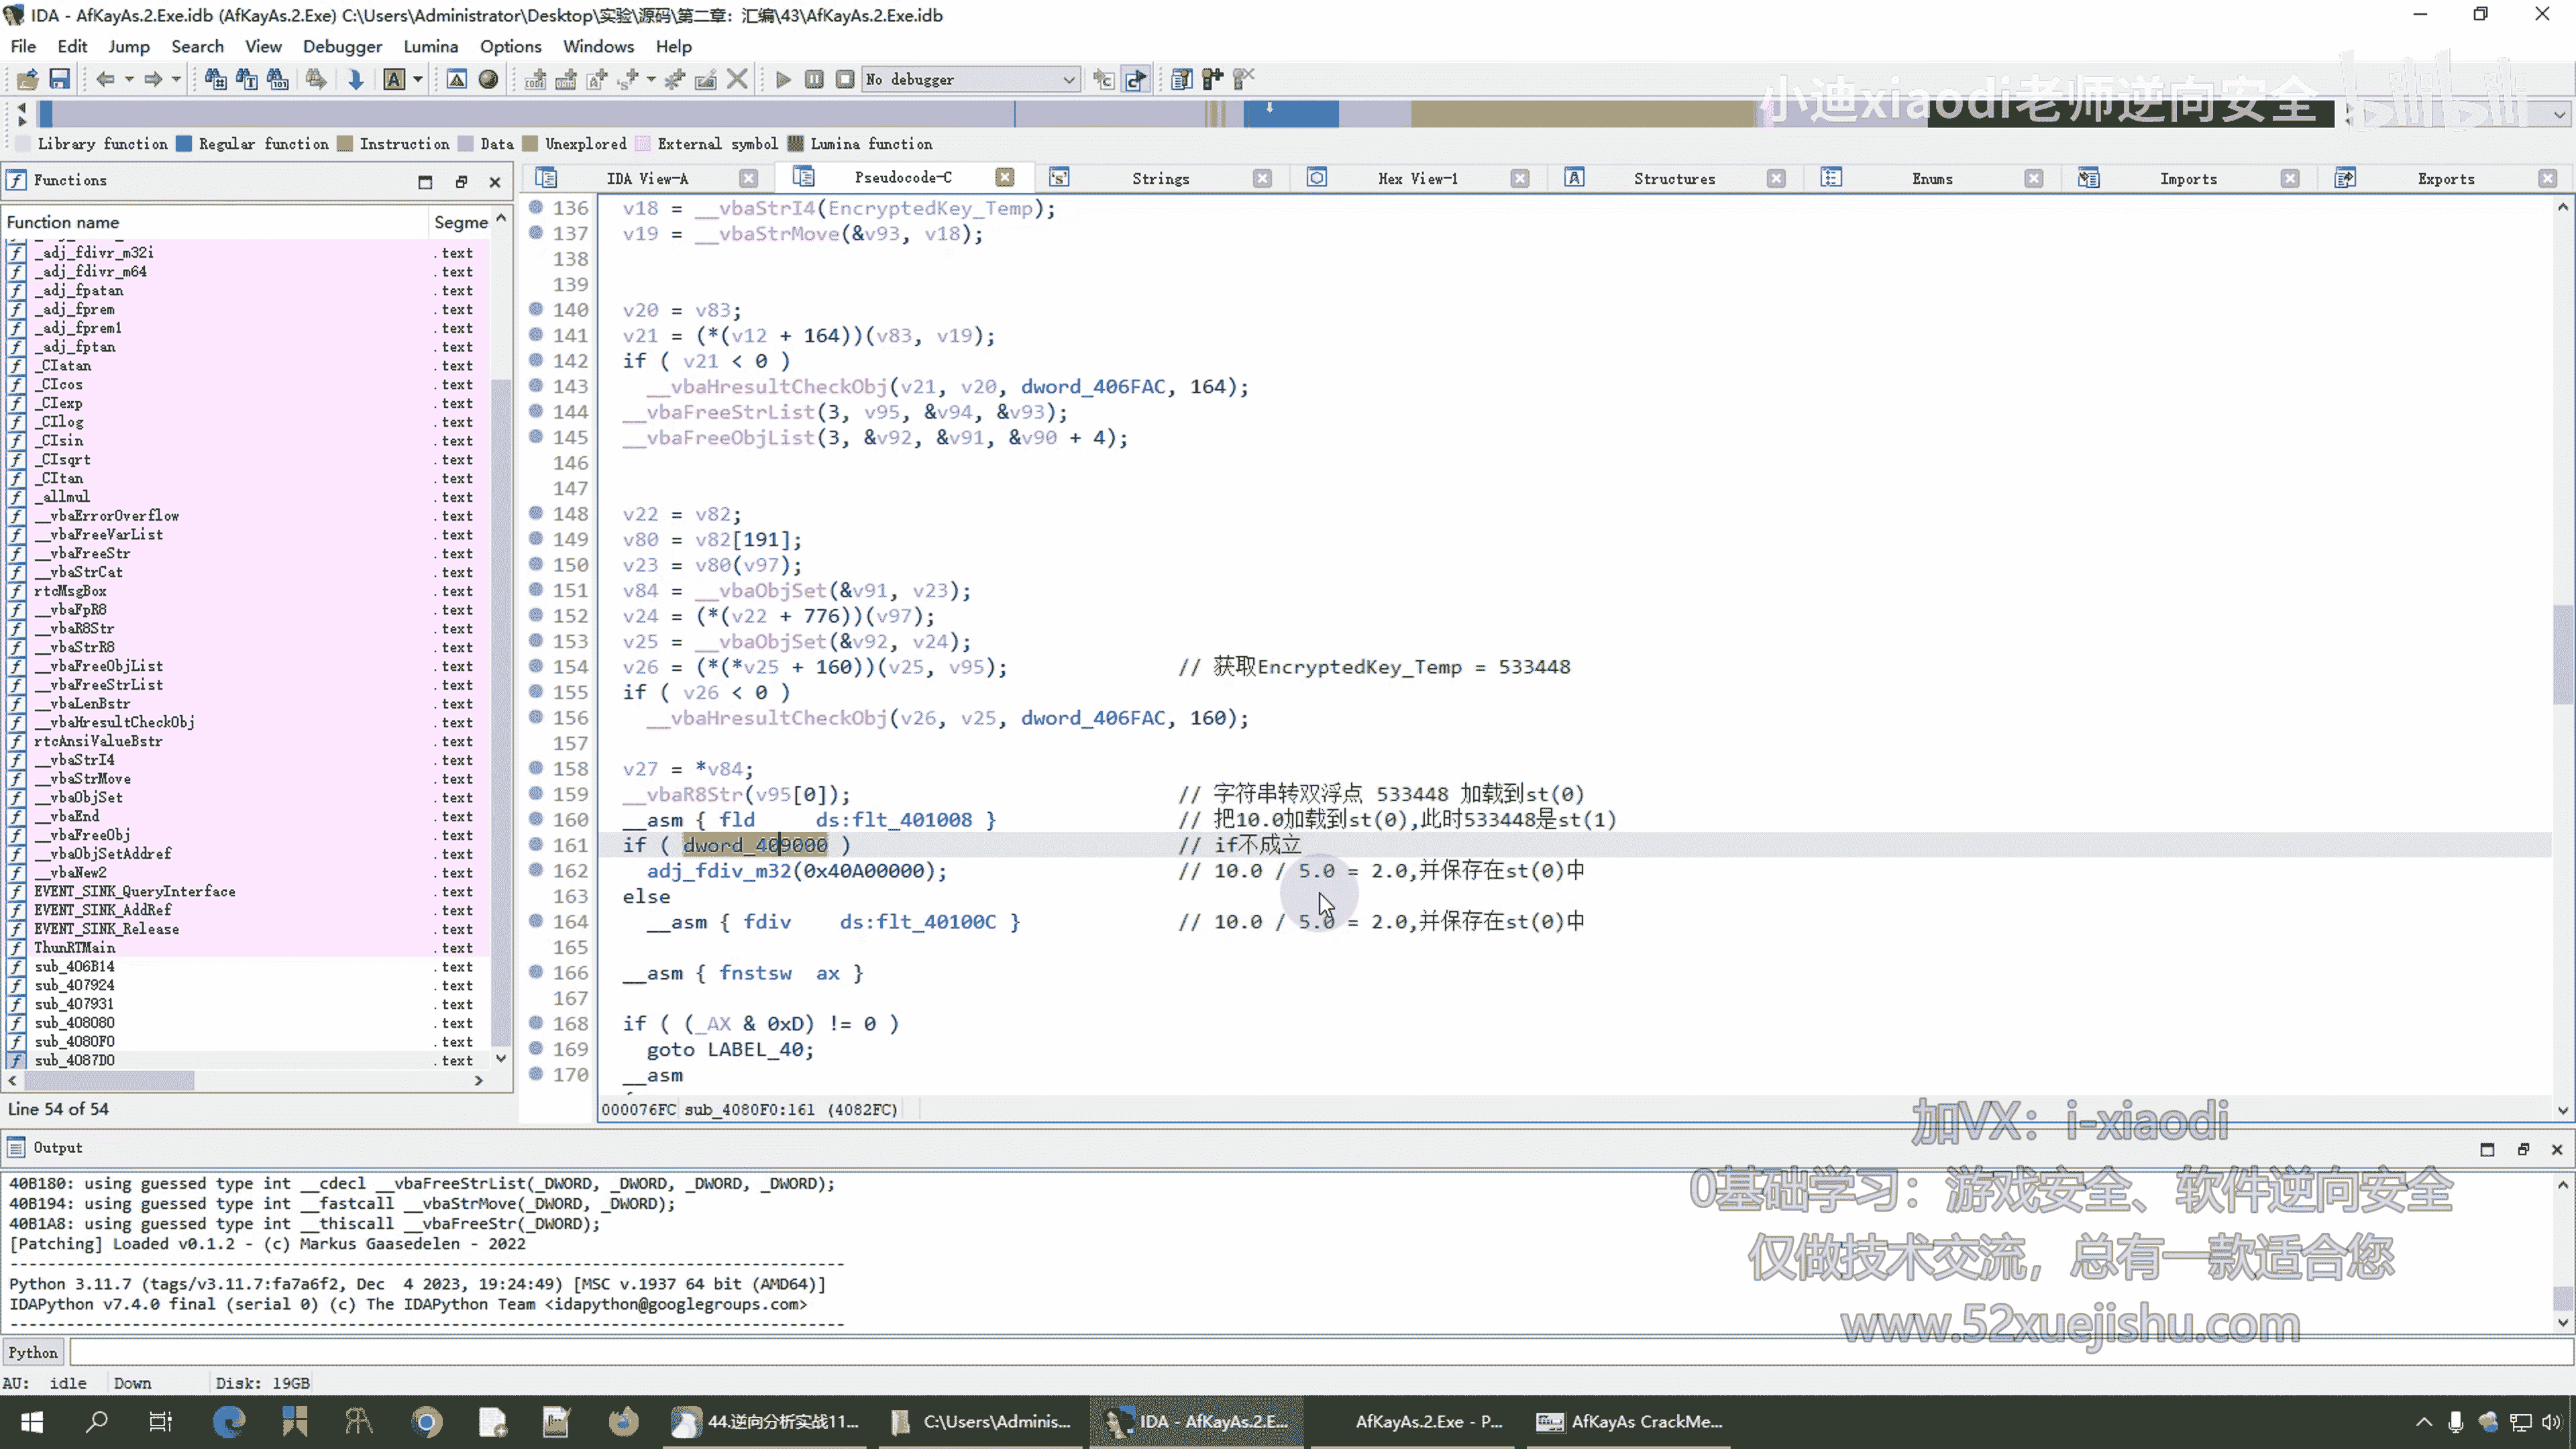 IDA - AfKayAs.2.Exe.idb (AfKayAs.2.Exe) C:\Users\Administrator\Desktop\实验\源码\第二章：汇编\43\AfKayAs.2.Exe.idb
File Edit Jump Search View Debugger Lumina Options Windows Help
No debugger
小迪xiaodi老师逆向安全
bilibili
Library function Regular function Instruction Data Unexplored External symbol Lumina function
Functions
Function name Segme
_adj_fdivr_m32i .text
_adj_fdivr_m64 .text
_adj_fpatan .text
_adj_fprem .text
_adj_fprem1 .text
_adj_fptan .text
_CIatan .text
_CIcos .text
_CIexp .text
_CIlog .text
_CIsin .text
_CIsqrt .text
_CItan .text
_allmul .text
__vbaErrorOverflow .text
__vbaFreeVarList .text
__vbaFreeStr .text
__vbaStrCat .text
rtcMsgBox .text
__vbaFpR8 .text
__vbaR8Str .text
__vbaStrR8 .text
__vbaFreeObjList .text
__vbaFreeStrList .text
__vbaLenBstr .text
__vbaHresultCheckObj .text
rtcAnsiValueBstr .text
__vbaStrI4 .text
__vbaStrMove .text
__vbaObjSet .text
__vbaEnd .text
__vbaFreeObj .text
__vbaObjSetAddref .text
__vbaNew2 .text
EVENT_SINK_QueryInterface .text
EVENT_SINK_AddRef .text
EVENT_SINK_Release .text
ThunRTMain .text
sub_406B14 .text
sub_407924 .text
sub_407931 .text
sub_408080 .text
sub_4080F0 .text
sub_4087D0 .text
Line 54 of 54
IDA View-A Pseudocode-C Strings Hex View-1 Structures Enums Imports Exports
136 v18 = __vbaStrI4(EncryptedKey_Temp);
137 v19 = __vbaStrMove(&v93, v18);
138
139
140 v20 = v83;
141 v21 = (*(v12 + 164))(v83, v19);
142 if ( v21 < 0 )
143 __vbaHresultCheckObj(v21, v20, dword_406FAC, 164);
144 __vbaFreeStrList(3, v95, &v94, &v93);
145 __vbaFreeObjList(3, &v92, &v91, &v90 + 4);
146
147
148 v22 = v82;
149 v80 = v82[191];
150 v23 = v80(v97);
151 v84 = __vbaObjSet(&v91, v23);
152 v24 = (*(v22 + 776))(v97);
153 v25 = __vbaObjSet(&v92, v24);
154 v26 = (*(*v25 + 160))(v25, v95); // 获取EncryptedKey_Temp = 533448
155 if ( v26 < 0 )
156 __vbaHresultCheckObj(v26, v25, dword_406FAC, 160);
157
158 v27 = *v84;
159 __vbaR8Str(v95[0]); // 字符串转双浮点 533448 加载到st(0)
160 __asm { fld ds:flt_401008 } // 把10.0加载到st(0),此时533448是st(1)
161 if ( dword_409000 ) // if不成立
162 adj_fdiv_m32(0x40A00000); // 10.0 / 5.0 = 2.0,并保存在st(0)中
163 else
164 __asm { fdiv ds:flt_40100C } // 10.0 / 5.0 = 2.0,并保存在st(0)中
165
166 __asm { fnstsw ax }
167
168 if ( (_AX & 0xD) != 0 )
169 goto LABEL_40;
170 __asm
000076FC sub_4080F0:161 (4082FC)
加VX：i-xiaodi
0基础学习：游戏安全、软件逆向安全
仅做技术交流，总有一款适合您
www.52xuejishu.com
Output
40B180: using guessed type int __cdecl __vbaFreeStrList(_DWORD, _DWORD, _DWORD, _DWORD);
40B194: using guessed type int __fastcall __vbaStrMove(_DWORD, _DWORD);
40B1A8: using guessed type int __thiscall __vbaFreeStr(_DWORD);
[Patching] Loaded v0.1.2 - (c) Markus Gaasedelen - 2022
Python 3.11.7 (tags/v3.11.7:fa7a6f2, Dec 4 2023, 19:24:49) [MSC v.1937 64 bit (AMD64)]
IDAPython v7.4.0 final (serial 0) (c) The IDAPython Team <idapython@googlegroups.com>
Python
AU: idle Down Disk: 19GB
44.逆向分析实战11... C:\Users\Adminis... IDA - AfKayAs.2.E... AfKayAs.2.Exe - P... AfKayAs CrackMe...